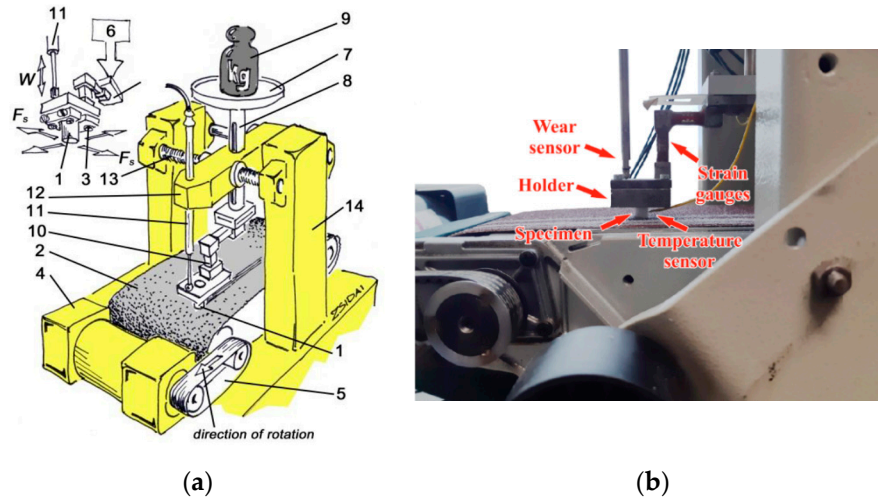 11
6
W
Fs
Fs
1
3
13
12
11
10
2
4
9
kg
7
8
14
ZSIDAI
1
5
direction of rotation
(a)
Wear
sensor
Holder
Specimen
Strain
gauges
Temperature
sensor
(b)